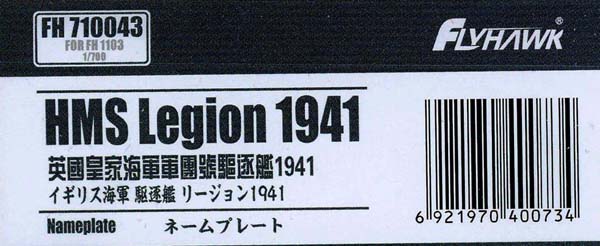 FH 710043
FOR FH 1103
1/700
FLYHAWK®
HMS Legion 1941
英國皇家海軍軍團號驅逐艦1941
イギリス海軍 駆逐艦 リージョン1941
Nameplate ネームプレート
6 921970 400734